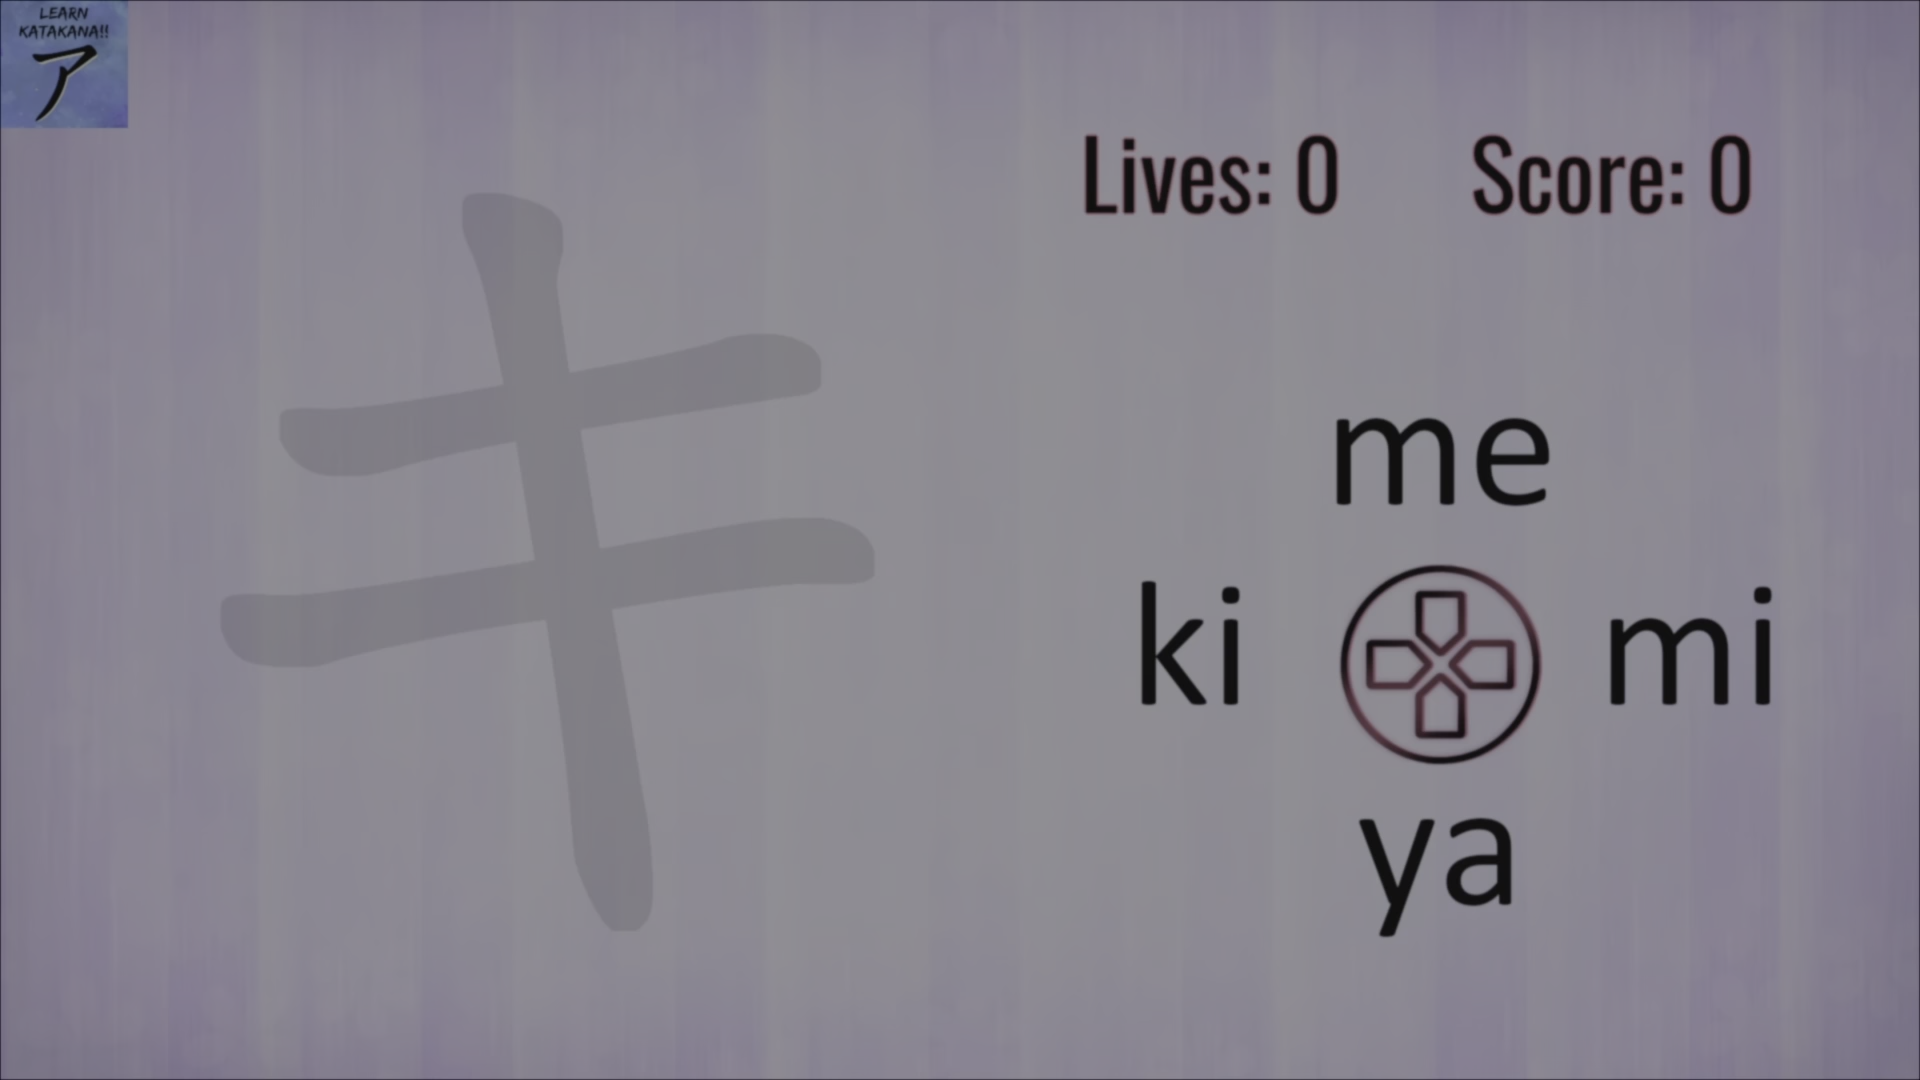 LEARN
KATAKANA!!
ア
Lives: 0 Score: 0
キ
me
ki mi
ya